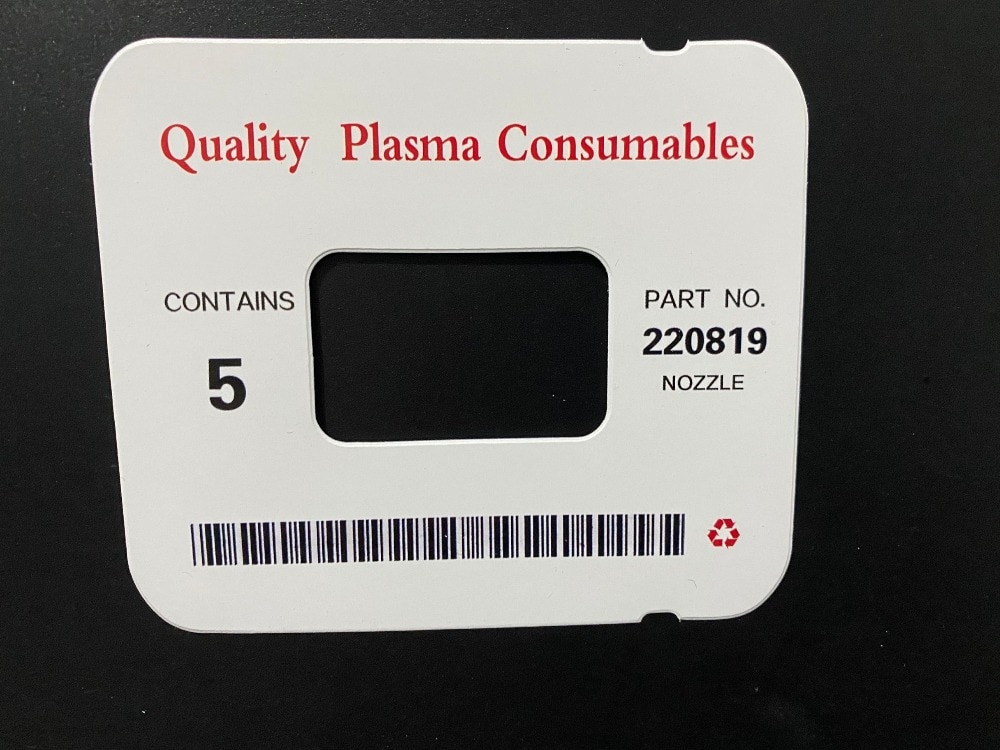 Quality Plasma Consumables
CONTAINS
5
PART NO.
220819
NOZZLE